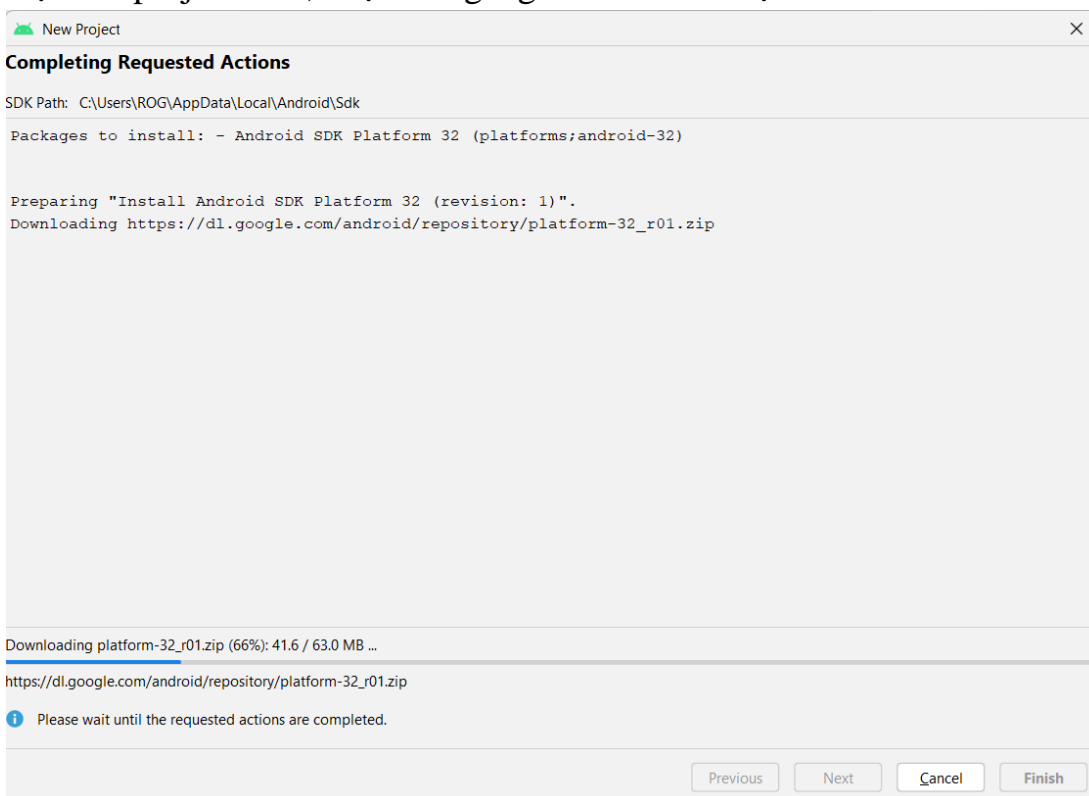 New Project
Completing Requested Actions
SDK Path: C:\Users\ROG\AppData\Local\Android\Sdk
Packages to install: - Android SDK Platform 32 (platforms;android-32)
Preparing "Install Android SDK Platform 32 (revision: 1)".
Downloading https://dl.google.com/android/repository/platform-32_r01.zip
Downloading platform-32_r01.zip (66%): 41.6 / 63.0 MB ...
https://dl.google.com/android/repository/platform-32_r01.zip
Please wait until the requested actions are completed.
Previous Next Cancel Finish